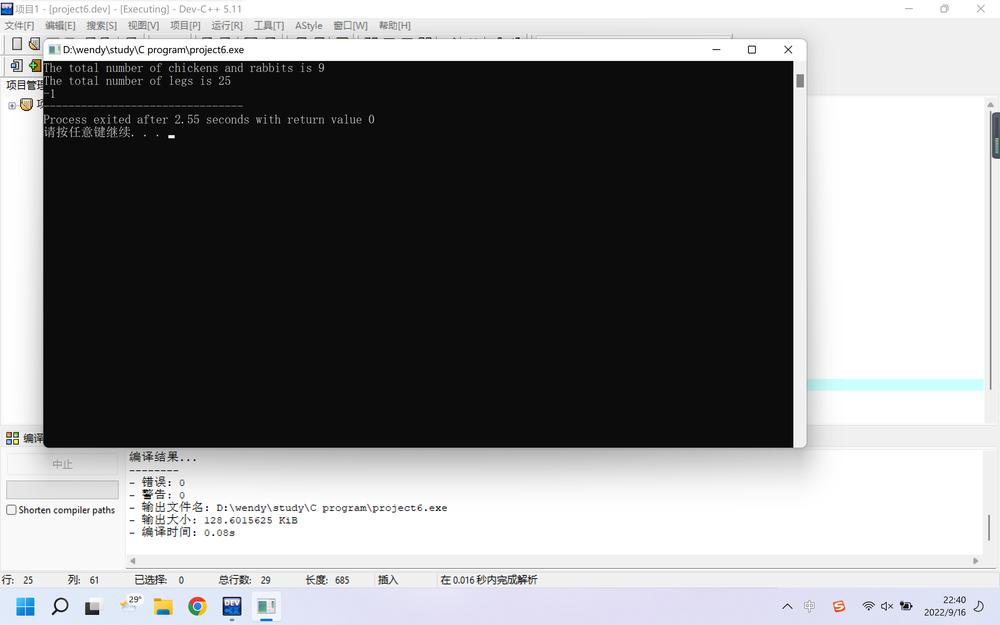 项目1 - [project6.dev] - [Executing] - Dev-C++ 5.11
文件[F] 编辑[E] 搜索[S] 视图[V] 项目[P] 运行[R] 工具[T] AStyle 窗口[W] 帮助[H]
D:\wendy\study\C program\project6.exe
The total number of chickens and rabbits is 9
The total number of legs is 25
-1
--------------------------------
Process exited after 2.55 seconds with return value 0
请按任意键继续. . .
项目管理
项
编译
中止
Shorten compiler paths
编译结果...
--------
- 错误: 0
- 警告: 0
- 输出文件名: D:\wendy\study\C program\project6.exe
- 输出大小: 128.6015625 KiB
- 编译时间: 0.08s
行: 25 列: 61 已选择: 0 总行数: 29 长度: 685 插入 在 0.016 秒内完成解析
29°
DEV C++
中
22:40
2022/9/16